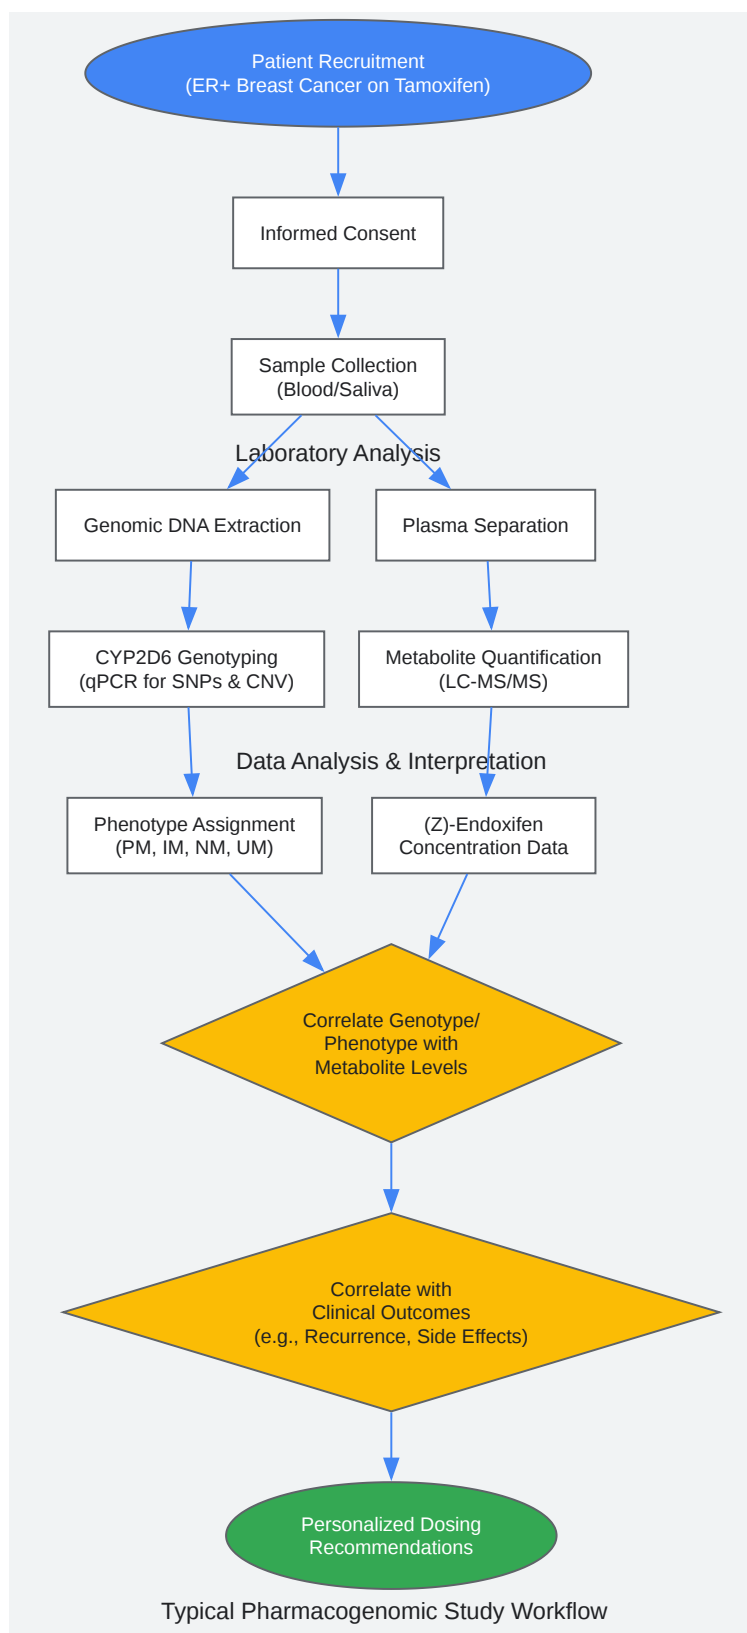 Patient Recruitment
(ER+ Breast Cancer on Tamoxifen)
Informed Consent
Sample Collection
(Blood/Saliva)
Laboratory Analysis
Genomic DNA Extraction
Plasma Separation
CYP2D6 Genotyping
(qPCR for SNPs & CNV)
Metabolite Quantification
(LC-MS/MS)
Data Analysis & Interpretation
Phenotype Assignment
(PM, IM, NM, UM)
(Z)-Endoxifen
Concentration Data
Correlate Genotype/
Phenotype with
Metabolite Levels
Correlate with
Clinical Outcomes
(e.g., Recurrence, Side Effects)
Personalized Dosing
Recommendations
Typical Pharmacogenomic Study Workflow